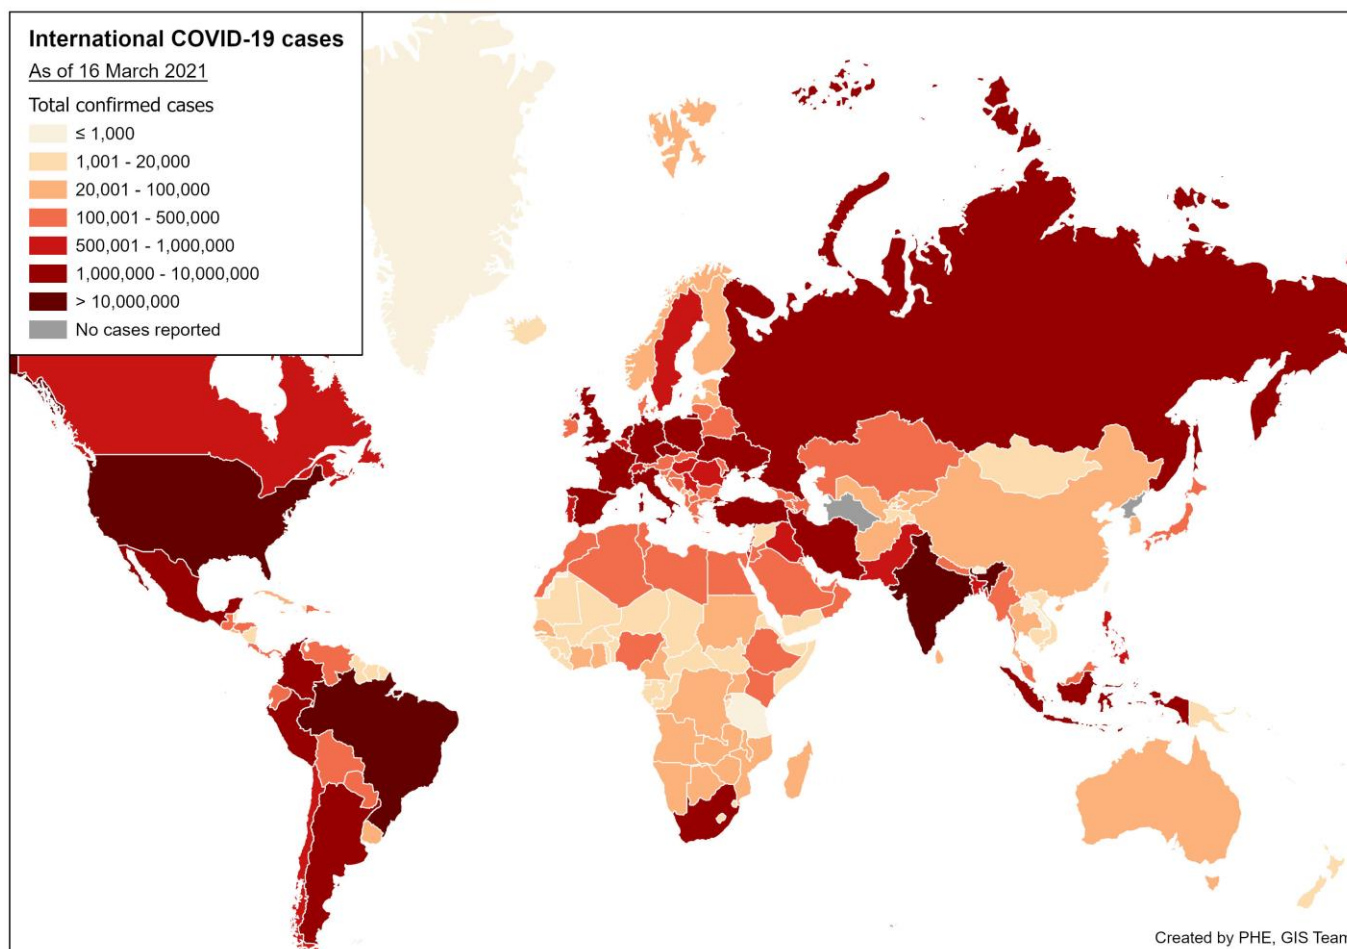 International COVID-19 cases
As of 16 March 2021
Total confirmed cases
≤ 1,000
1,001 - 20,000
20,001 - 100,000
100,001 - 500,000
500,001 - 1,000,000
1,000,000 - 10,000,000
> 10,000,000
No cases reported
Created by PHE, GIS Team